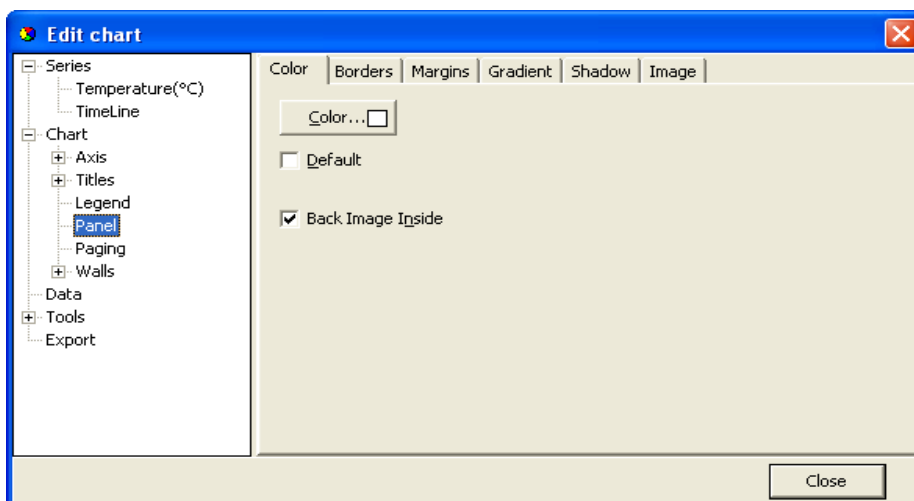 Edit chart
Series
Temperature(°C)
TimeLine
Chart
Axis
Titles
Legend
Panel
Paging
Walls
Data
Tools
Export
Color Borders Margins Gradient Shadow Image
Color...
Default
Back Image Inside
Close